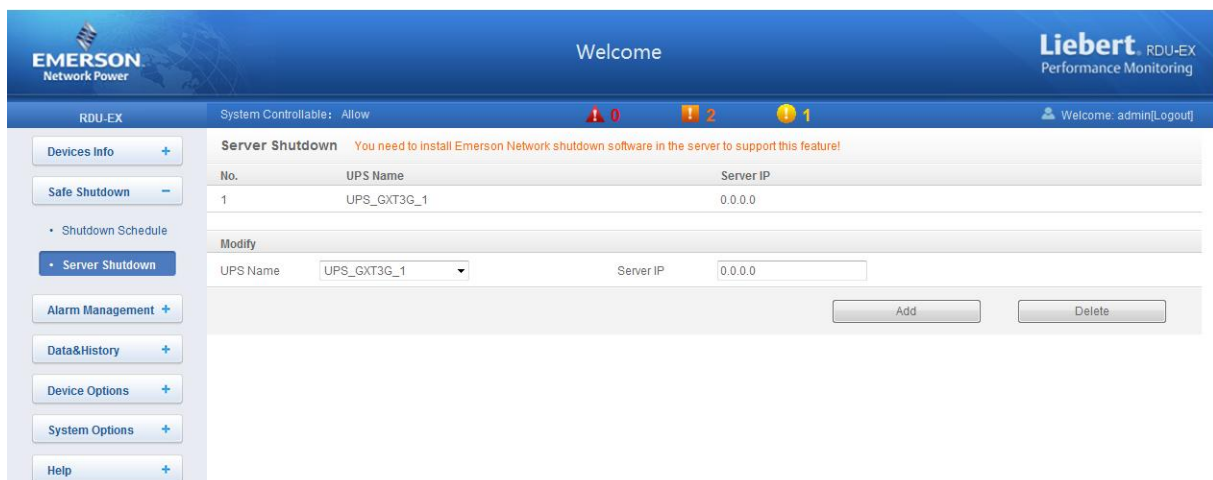 EMERSON.
Network Power
Welcome
Liebert. RDU-EX
Performance Monitoring
RDU-EX
System Controllable: Allow
0
2
1
Welcome: admin[Logout]
Devices Info +
Safe Shutdown −
• Shutdown Schedule
• Server Shutdown
Alarm Management +
Data&History +
Device Options +
System Options +
Help +
Server Shutdown You need to install Emerson Network shutdown software in the server to support this feature!
No. UPS Name Server IP
1 UPS_GXT3G_1 0.0.0.0
Modify
UPS Name UPS_GXT3G_1 Server IP 0.0.0.0
Add Delete